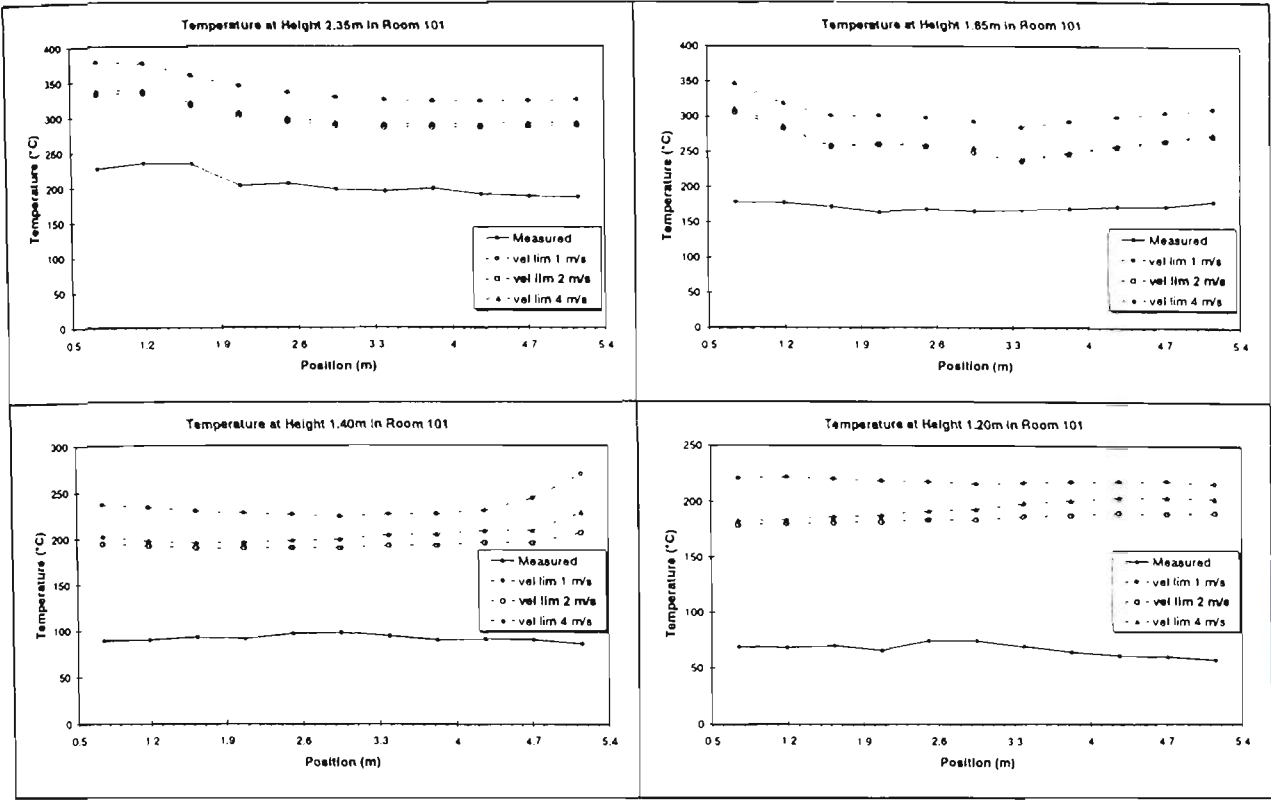 Temperature at Height 2.35m in Room 101
400
350
300
250
200
150
100
50
0
Temperature (°C)
0.5 1.2 1.9 2.6 3.3 4 4.7 5.4
Position (m)
Measured
vel lim 1 m/s
vel lim 2 m/s
vel lim 4 m/s
Temperature at Height 1.85m in Room 101
400
350
300
250
200
150
100
50
0
Temperature (°C)
0.5 1.2 1.9 2.6 3.3 4 4.7 5.4
Position (m)
Measured
vel lim 1 m/s
vel lim 2 m/s
vel lim 4 m/s
Temperature at Height 1.40m in Room 101
300
250
200
150
100
50
0
Temperature (°C)
0.5 1.2 1.9 2.6 3.3 4 4.7 5.4
Position (m)
Measured
vel lim 1 m/s
vel lim 2 m/s
vel lim 4 m/s
Temperature at Height 1.20m in Room 101
250
200
150
100
50
0
Temperature (°C)
0.5 1.2 1.9 2.6 3.3 4 4.7 5.4
Position (m)
Measured
vel lim 1 m/s
vel lim 2 m/s
vel lim 4 m/s